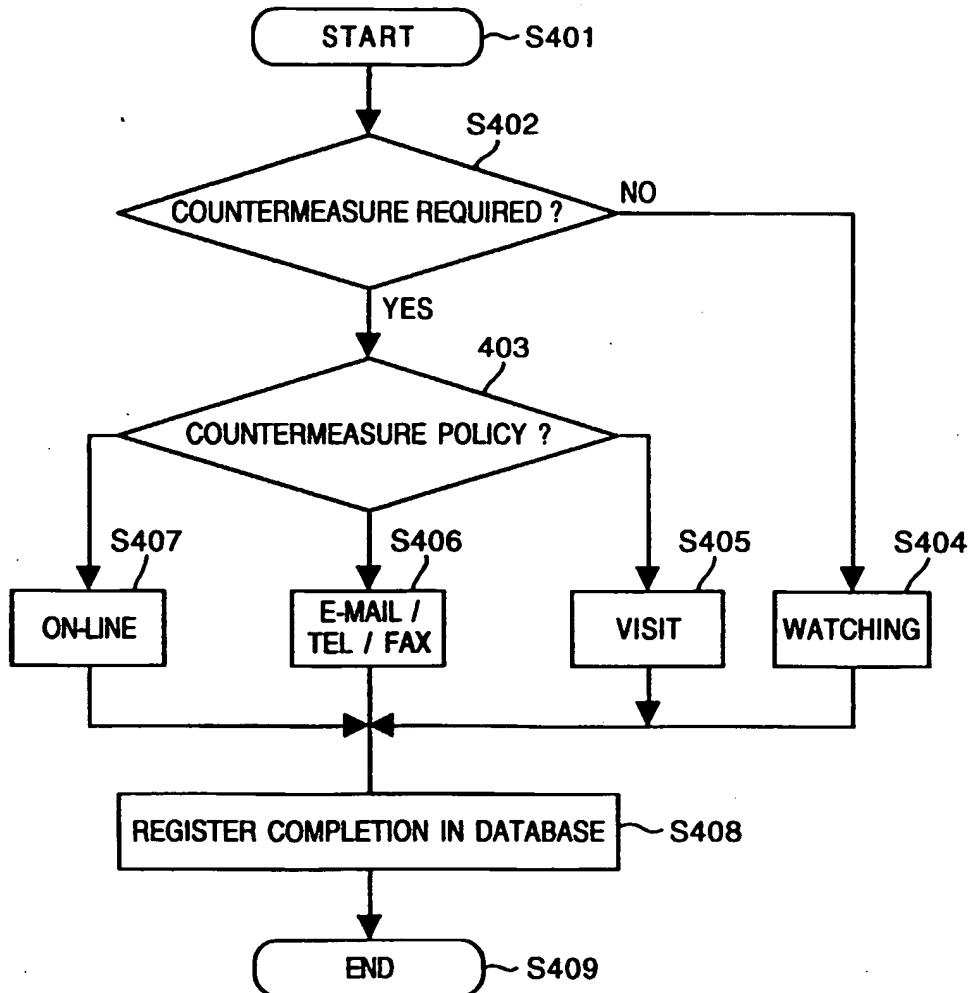 START
S401
S402
COUNTERMEASURE REQUIRED ?
NO
YES
403
COUNTERMEASURE POLICY ?
S407
S406
S405
S404
ON-LINE
E-MAIL /
TEL / FAX
VISIT
WATCHING
REGISTER COMPLETION IN DATABASE
S408
END
S409